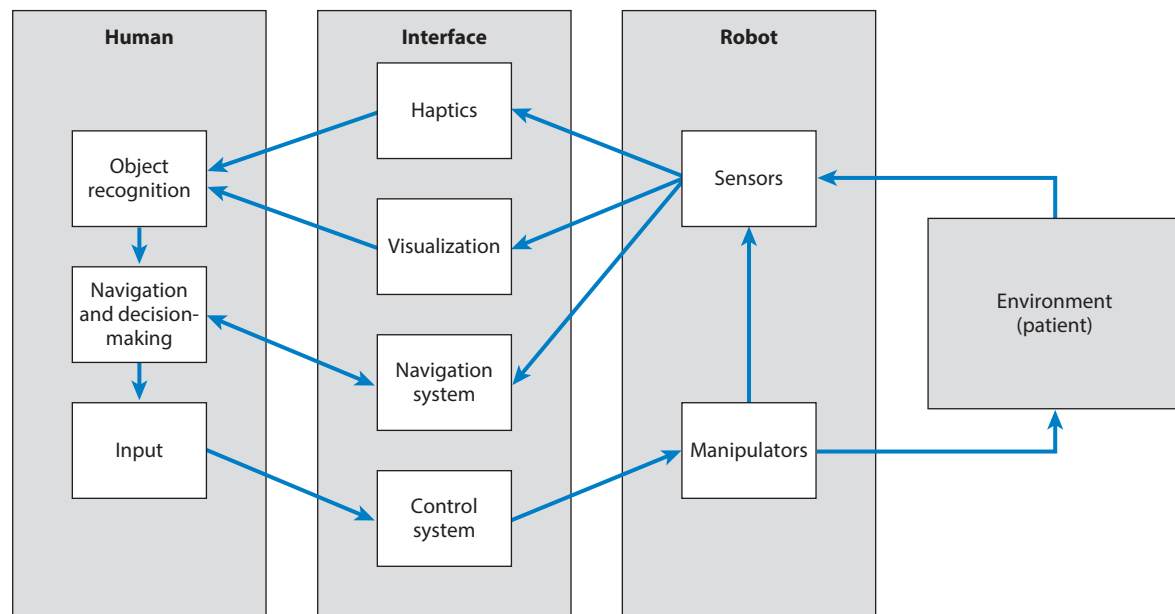 Human
Object
recognition
Navigation
and decision-
making
Input
Interface
Haptics
Visualization
Navigation
system
Control
system
Robot
Sensors
Manipulators
Environment
(patient)